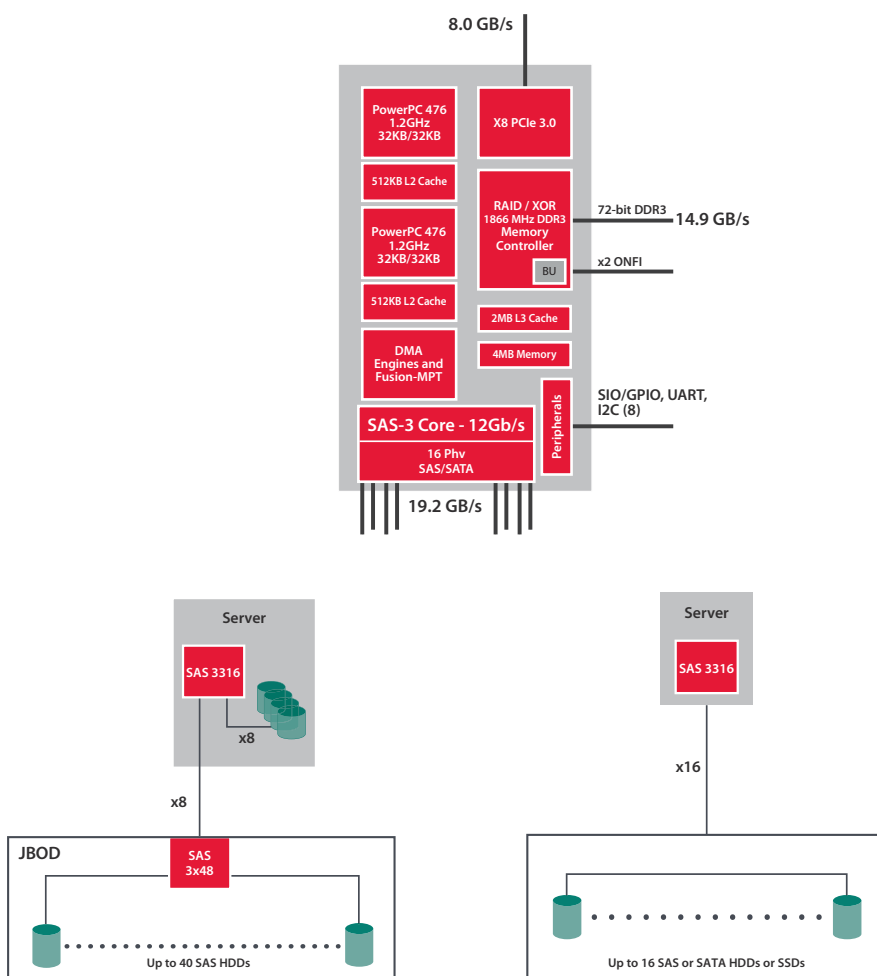 8.0 GB/s
PowerPC 476
1.2GHz
32KB/32KB
X8 PCIe 3.0
512KB L2 Cache
RAID / XOR
1866 MHz DDR3
Memory
Controller
BU
72-bit DDR3
14.9 GB/s
x2 ONFI
PowerPC 476
1.2GHz
32KB/32KB
512KB L2 Cache
2MB L3 Cache
4MB Memory
DMA
Engines and
Fusion-MPT
Peripherals
SIO/GPIO, UART,
I2C (8)
SAS-3 Core - 12Gb/s
16 Phv
SAS/SATA
19.2 GB/s
Server
SAS 3316
x8
x8
JBOD
SAS
3x48
Up to 40 SAS HDDs
Server
SAS 3316
x16
Up to 16 SAS or SATA HDDs or SSDs